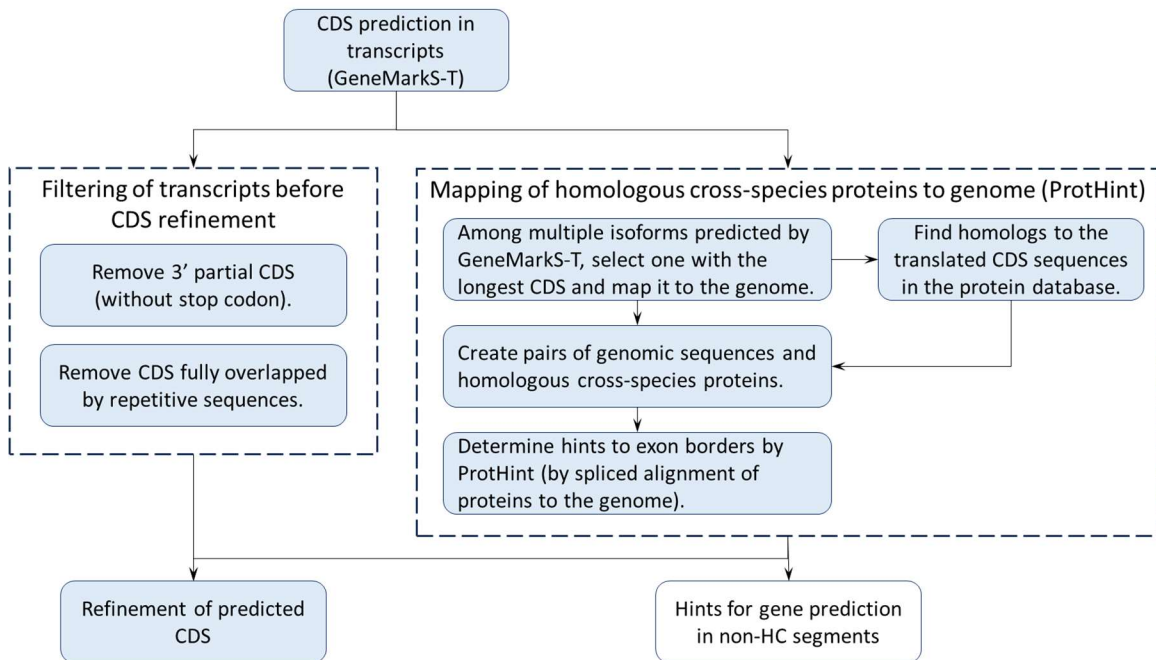 CDS prediction in
transcripts
(GeneMarkS-T)
Filtering of transcripts before
CDS refinement
Remove 3’ partial CDS
(without stop codon).
Remove CDS fully overlapped
by repetitive sequences.
Mapping of homologous cross-species proteins to genome (ProtHint)
Among multiple isoforms predicted by
GeneMarkS-T, select one with the
longest CDS and map it to the genome.
Find homologs to the
translated CDS sequences
in the protein database.
Create pairs of genomic sequences and
homologous cross-species proteins.
Determine hints to exon borders by
ProtHint (by spliced alignment of
proteins to the genome).
Refinement of predicted
CDS
Hints for gene prediction
in non-HC segments